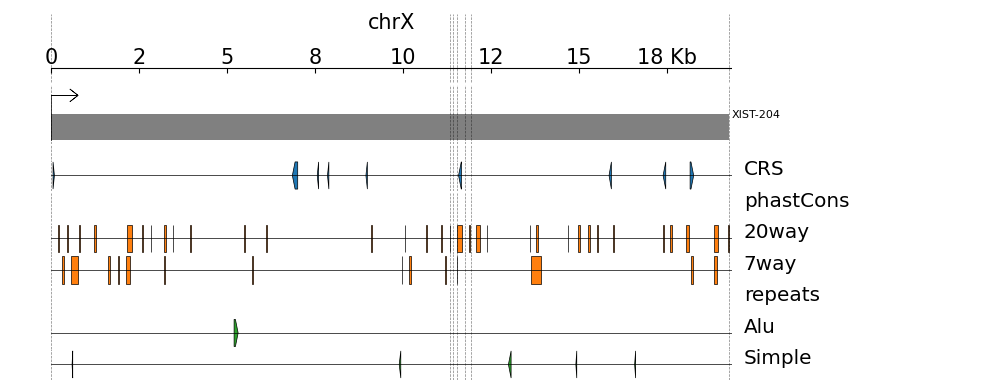 chrX
0 2 5 8 10 12 15 18 Kb
XIST-204
CRS
phastCons
20way
7way
repeats
Alu
Simple